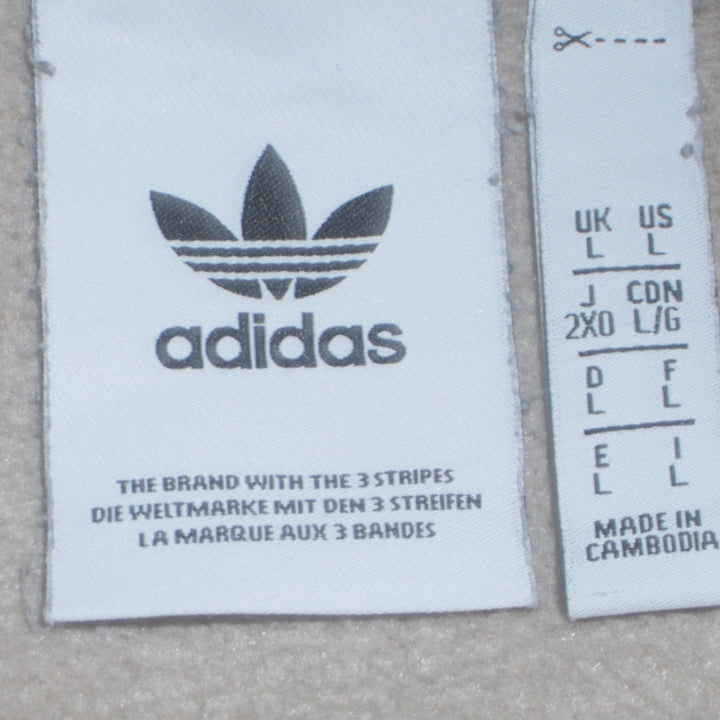 adidas
THE BRAND WITH THE 3 STRIPES
DIE WELTMARKE MIT DEN 3 STREIFEN
LA MARQUE AUX 3 BANDES
UK US
L L
J CDN
2XO L/G
D F
L L
E I
L L
MADE IN
CAMBODIA